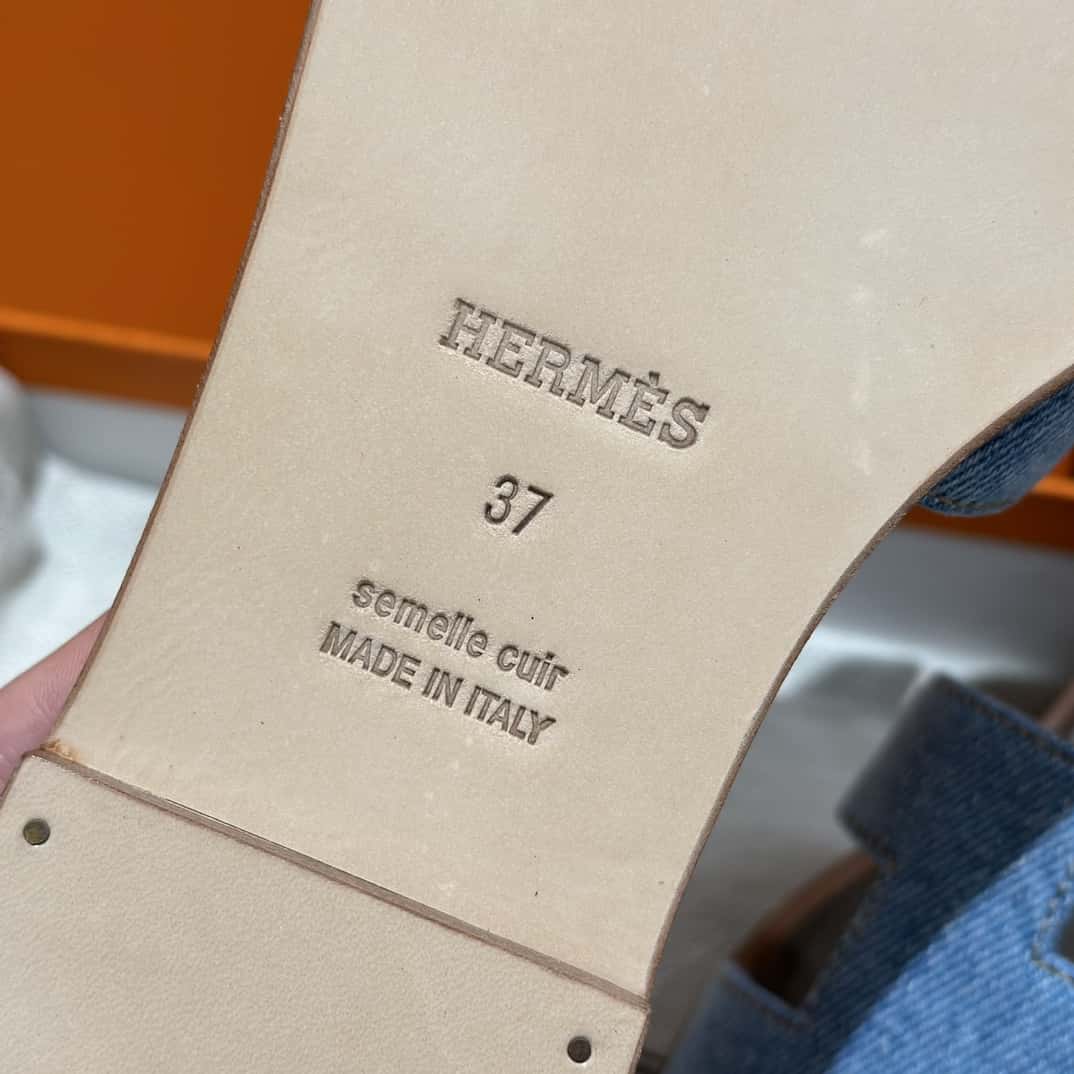 HERMÈS
37
semelle cuir
MADE IN ITALY